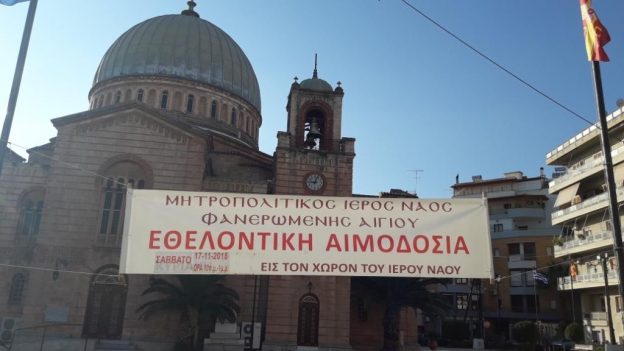 ΜΗΤΡΟΠΟΛΙΤΙΚΟΣ ΙΕΡΟΣ ΝΑΟΣ
ΦΑΝΕΡΩΜΕΝΗΣ ΑΙΓΙΟΥ
ΕΘΕΛΟΝΤΙΚΗ ΑΙΜΟΔΟΣΙΑ
ΣΑΒΒΑΤΟ 17-11-2018
ΕΙΣ ΤΟΝ ΧΩΡΟΝ ΤΟΥ ΙΕΡΟΥ ΝΑΟΥ